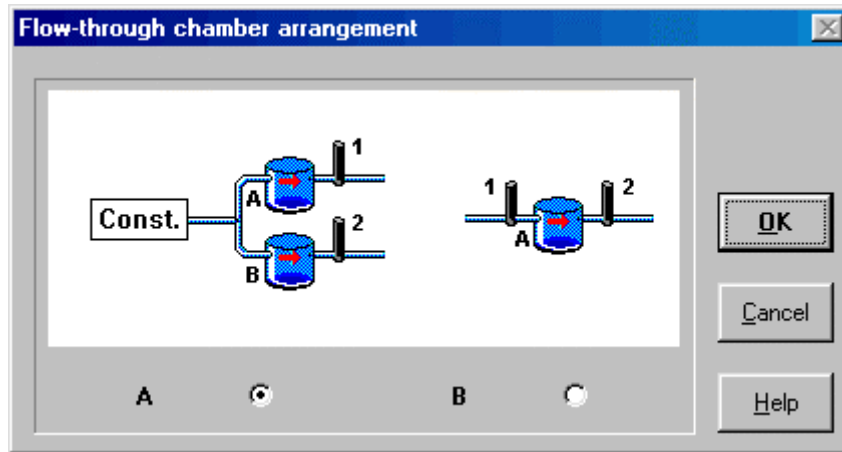 Flow-through chamber arrangement
Const.
A
1
B
2
1
A
2
A
B
OK
Cancel
Help